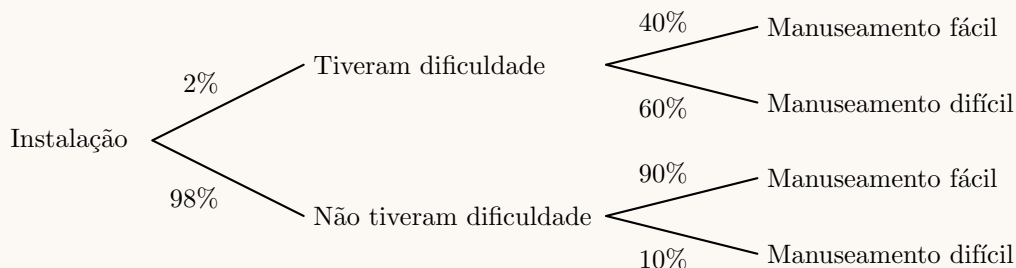 40%
Manuseamento fácil
Tiveram dificuldade
2%
60%
Manuseamento difícil
Instalação
90%
Manuseamento fácil
98%
Não tiveram dificuldade
10%
Manuseamento difícil